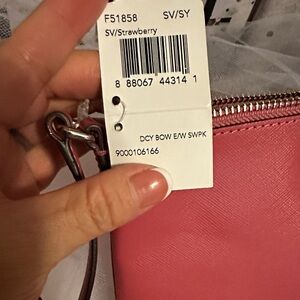 F51858 SV/SY
SV/Strawberry
8 88067 44314 1
DCY BOW E/W SWPK
9000106166